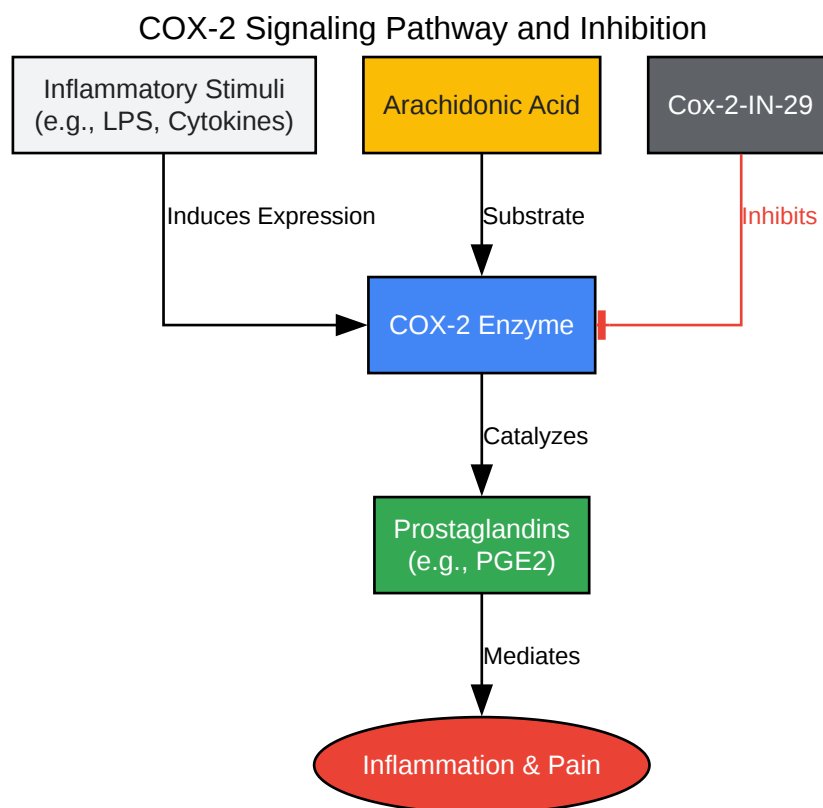 COX-2 Signaling Pathway and Inhibition
Inflammatory Stimuli
(e.g., LPS, Cytokines)
Arachidonic Acid
Cox-2-IN-29
Induces Expression
Substrate
Inhibits
COX-2 Enzyme
Catalyzes
Prostaglandins
(e.g., PGE2)
Mediates
Inflammation & Pain